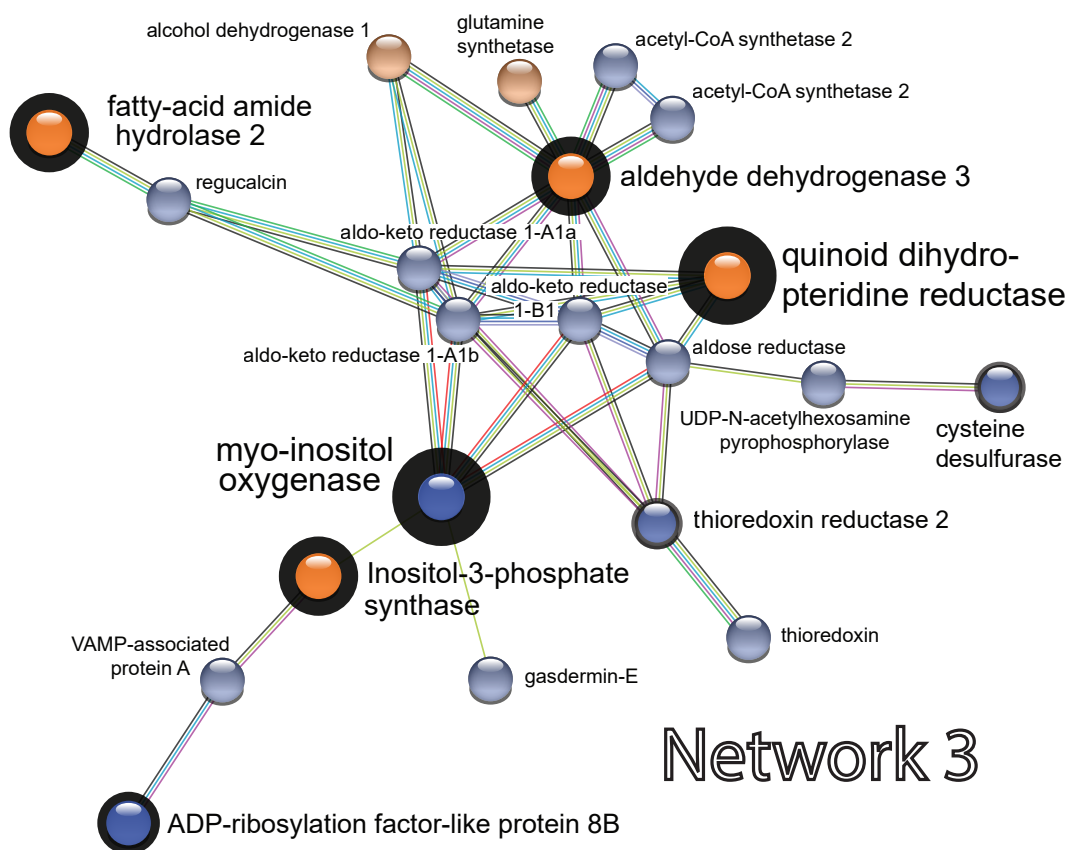 alcohol dehydrogenase 1
glutamine
synthetase
acetyl-CoA synthetase 2
acetyl-CoA synthetase 2
fatty-acid amide
hydrolase 2
regucalcin
aldehyde dehydrogenase 3
aldo-keto reductase 1-A1a
quinoid dihydro-
pteridine reductase
aldo-keto reductase
1-B1
aldo-keto reductase 1-A1b
aldose reductase
UDP-N-acetylhexosamine
pyrophosphorylase
cysteine
desulfurase
myo-inositol
oxygenase
thioredoxin reductase 2
Inositol-3-phosphate
synthase
thioredoxin
VAMP-associated
protein A
gasdermin-E
Network 3
ADP-ribosylation factor-like protein 8B